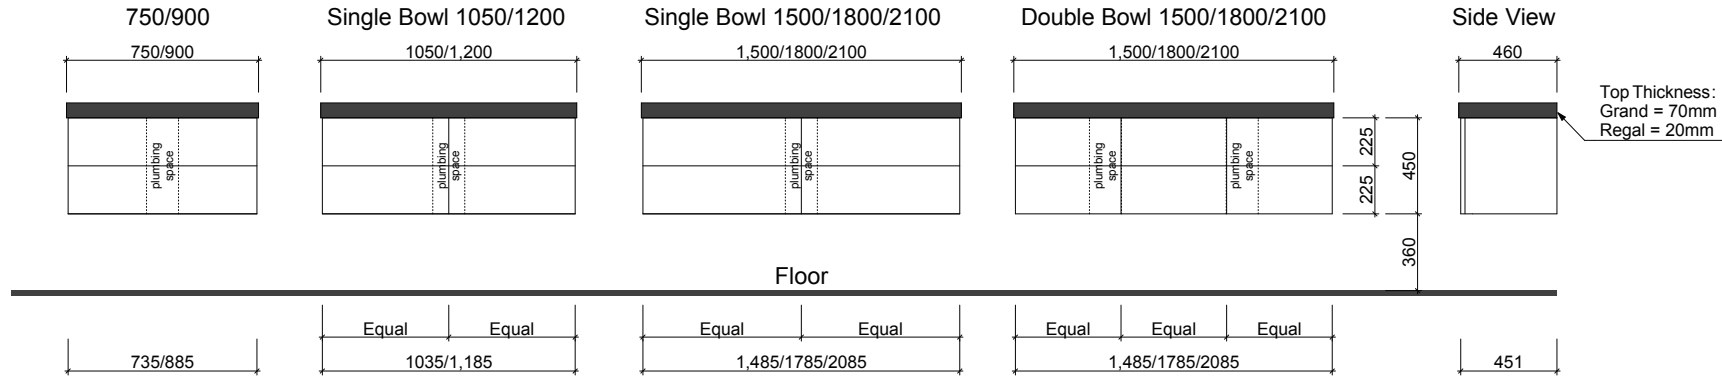 750/900
Single Bowl 1050/1200
Single Bowl 1500/1800/2100
Double Bowl 1500/1800/2100
Side View
750/900
1050/1,200
1,500/1800/2100
1,500/1800/2100
460
Top Thickness:
Grand = 70mm
Regal = 20mm
plumbing
space
plumbing
space
plumbing
space
plumbing
space
plumbing
space
225
225
450
360
Floor
Equal
Equal
Equal
Equal
Equal
Equal
Equal
735/885
1035/1,185
1,485/1785/2085
1,485/1785/2085
451